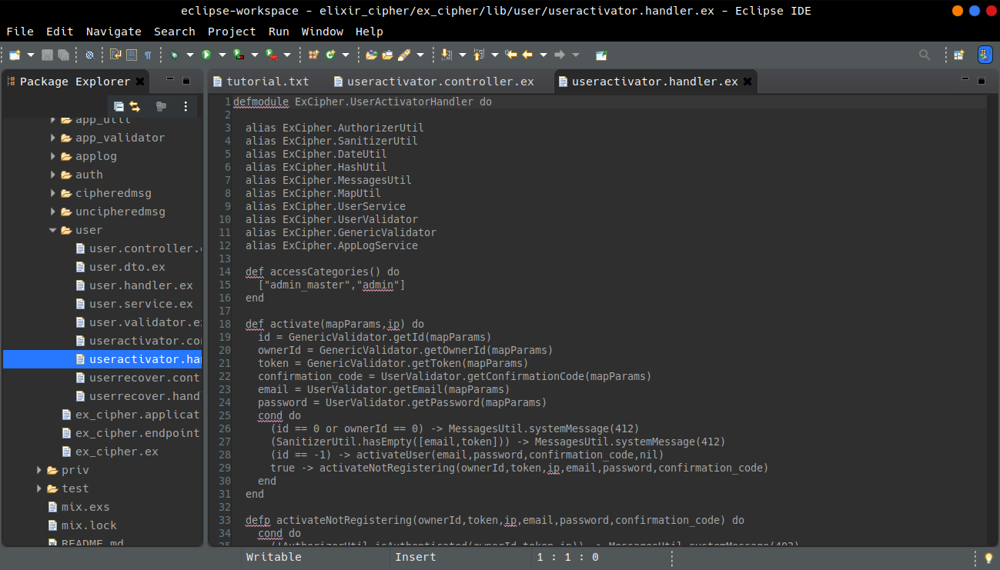 eclipse-workspace - elixir_cipher/ex_cipher/lib/user/useractivator.handler.ex - Eclipse IDE
File Edit Navigate Search Project Run Window Help
Package Explorer
app_util
app_validator
applog
auth
cipheredmsg
uncipheredmsg
user
user.controller.
user.dto.ex
user.handler.ex
user.service.ex
user.validator.e
useractivator.co
useractivator.ha
userrecover.cont
userrecover.hand
ex_cipher.applicat
ex_cipher.endpoint
ex_cipher.ex
priv
test
mix.exs
mix.lock
README.md
tutorial.txt useractivator.controller.ex useractivator.handler.ex
1 defmodule ExCipher.UserActivatorHandler do
2
3 alias ExCipher.AuthorizerUtil
4 alias ExCipher.SanitizerUtil
5 alias ExCipher.DateUtil
6 alias ExCipher.HashUtil
7 alias ExCipher.MessagesUtil
8 alias ExCipher.MapUtil
9 alias ExCipher.UserService
10 alias ExCipher.UserValidator
11 alias ExCipher.GenericValidator
12 alias ExCipher.AppLogService
13
14 def accessCategories() do
15 ["admin_master","admin"]
16 end
17
18 def activate(mapParams,ip) do
19 id = GenericValidator.getId(mapParams)
20 ownerId = GenericValidator.getOwnerId(mapParams)
21 token = GenericValidator.getToken(mapParams)
22 confirmation_code = UserValidator.getConfirmationCode(mapParams)
23 email = UserValidator.getEmail(mapParams)
24 password = UserValidator.getPassword(mapParams)
25 cond do
26 (id == 0 or ownerId == 0) -> MessagesUtil.systemMessage(412)
27 (SanitizerUtil.hasEmpty([email,token])) -> MessagesUtil.systemMessage(412)
28 (id == -1) -> activateUser(email,password,confirmation_code,nil)
29 true -> activateNotRegistering(ownerId,token,ip,email,password,confirmation_code)
30 end
31 end
32
33 defp activateNotRegistering(ownerId,token,ip,email,password,confirmation_code) do
34 cond do
35 (!AuthorizerUtil.isAuthenticated(ownerId,token,ip)) -> MessagesUtil.systemMessage(403)
Writable Insert 1 : 1 : 0